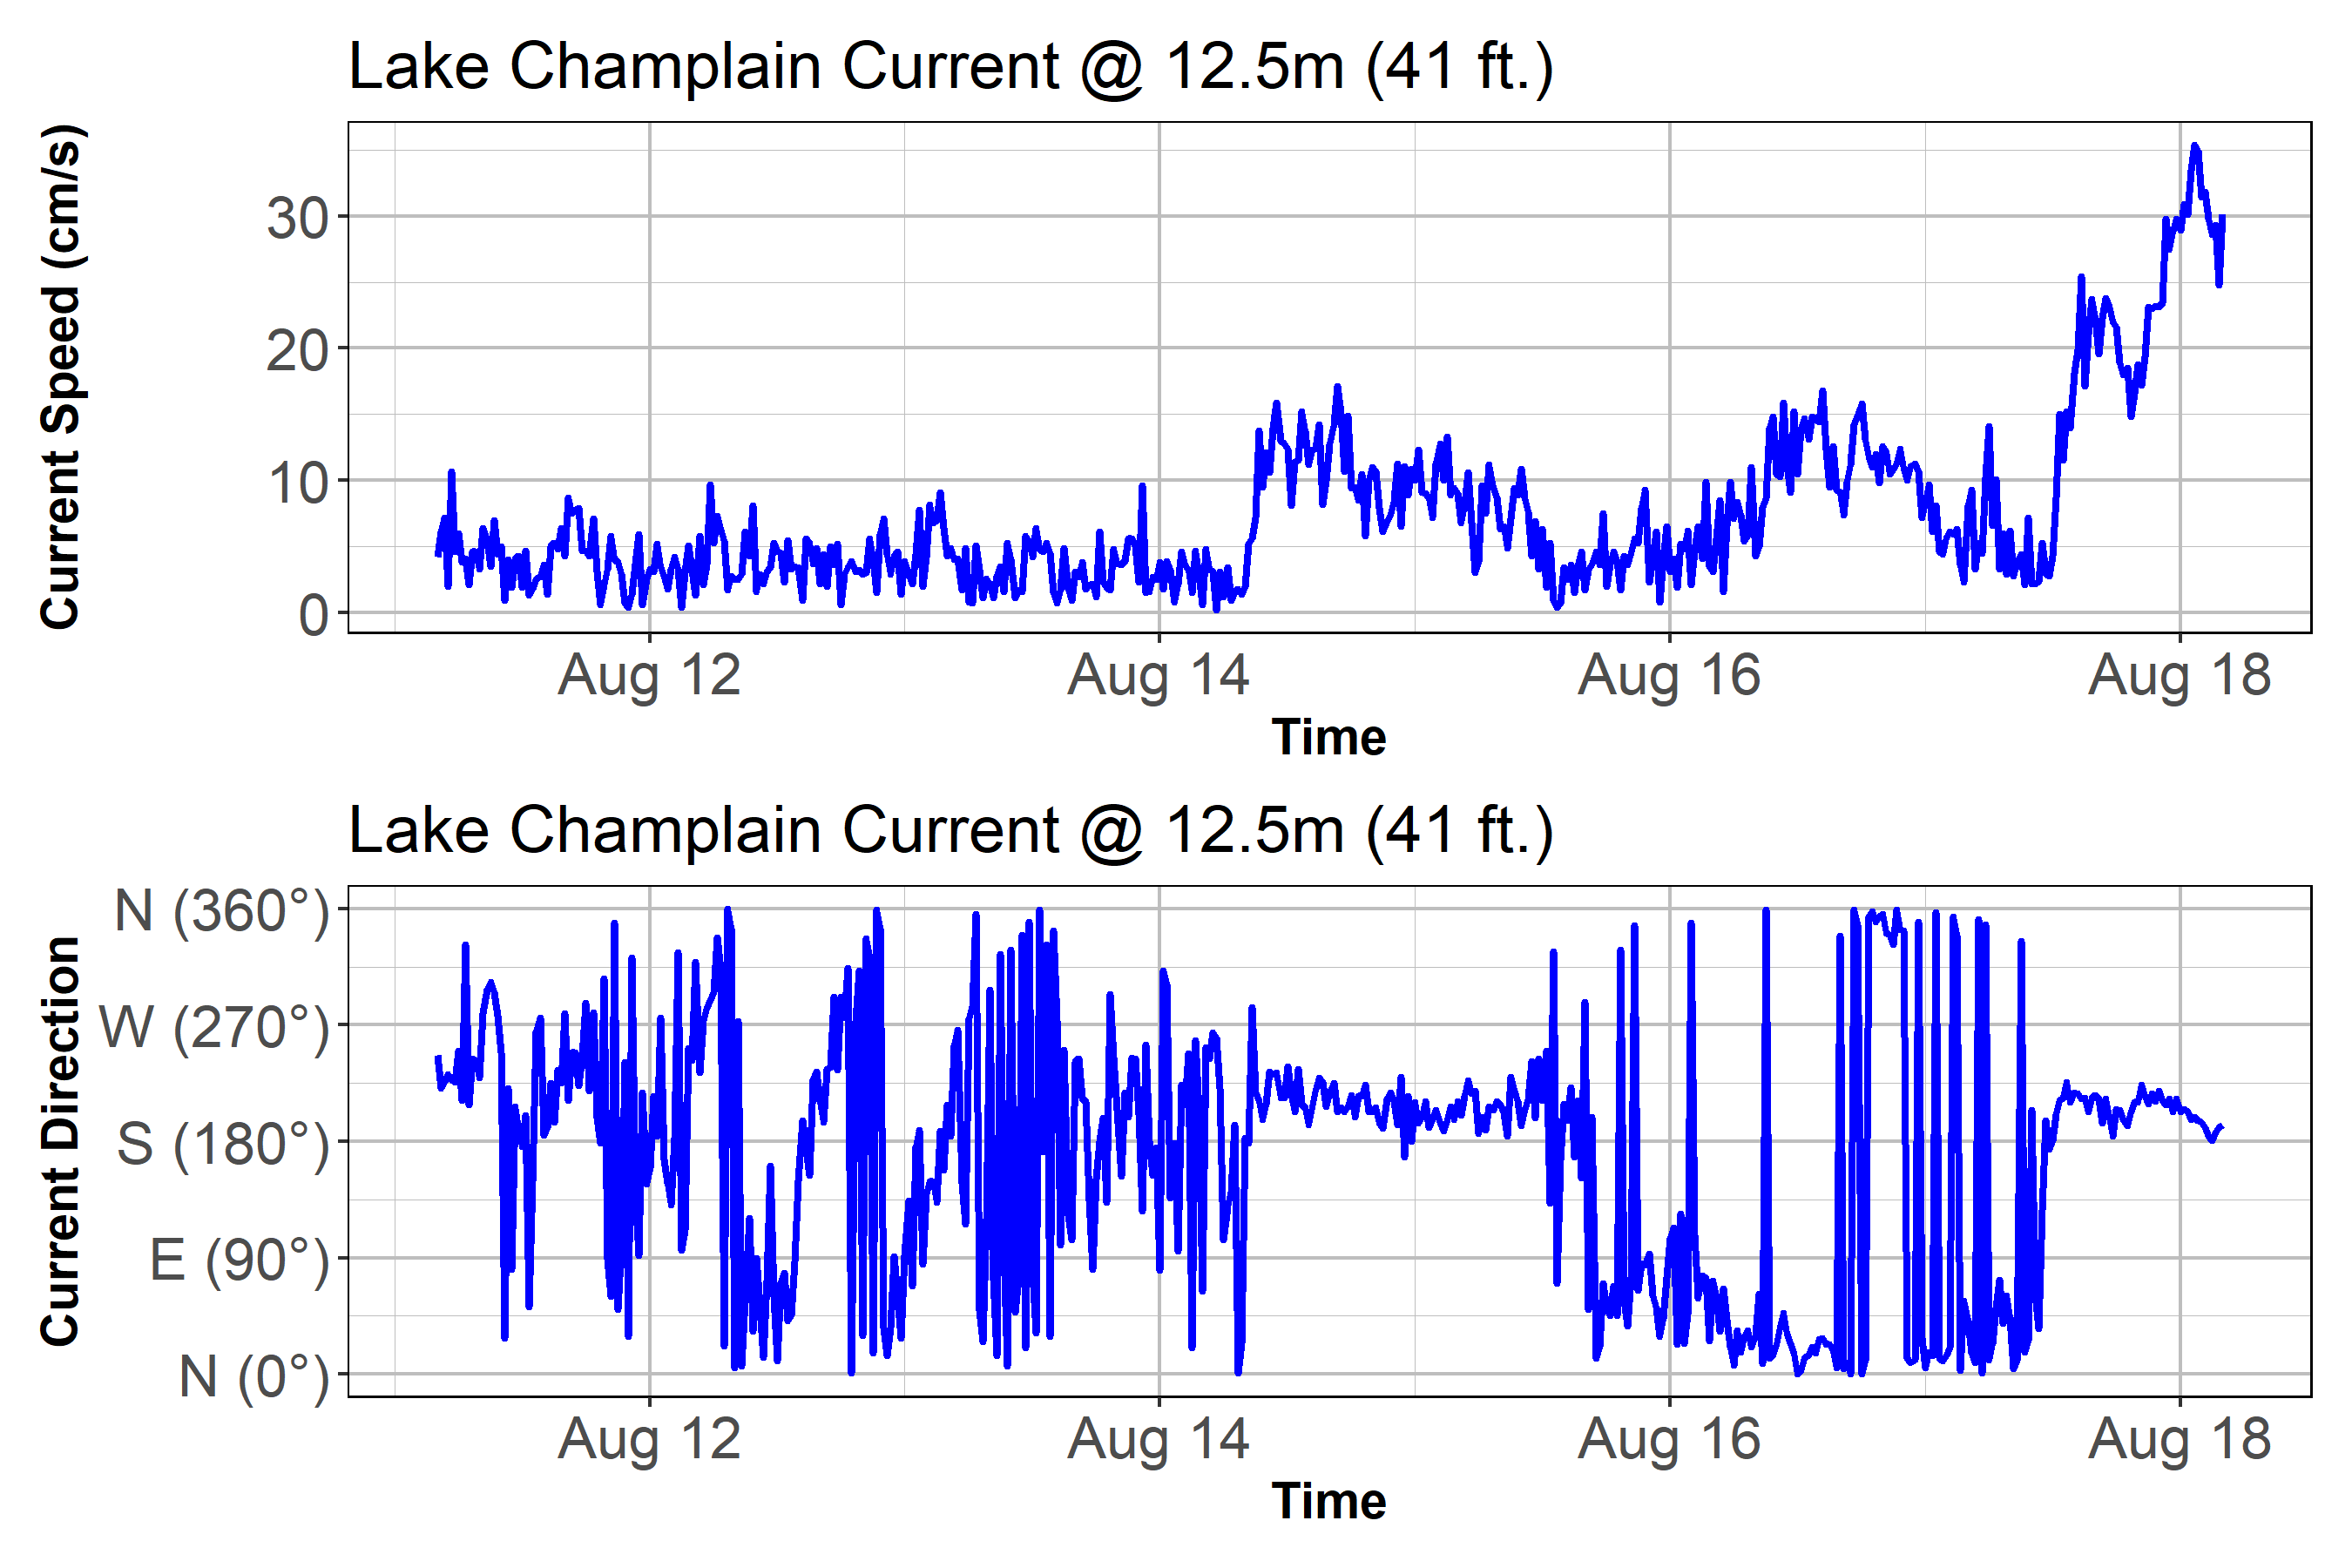 Lake Champlain Current @ 12.5m (41 ft.)
Current Speed (cm/s)
30
20
10
0
Aug 12
Aug 14
Aug 16
Aug 18
Time
Lake Champlain Current @ 12.5m (41 ft.)
Current Direction
N (360°)
W (270°)
S (180°)
E (90°)
N (0°)
Aug 12
Aug 14
Aug 16
Aug 18
Time